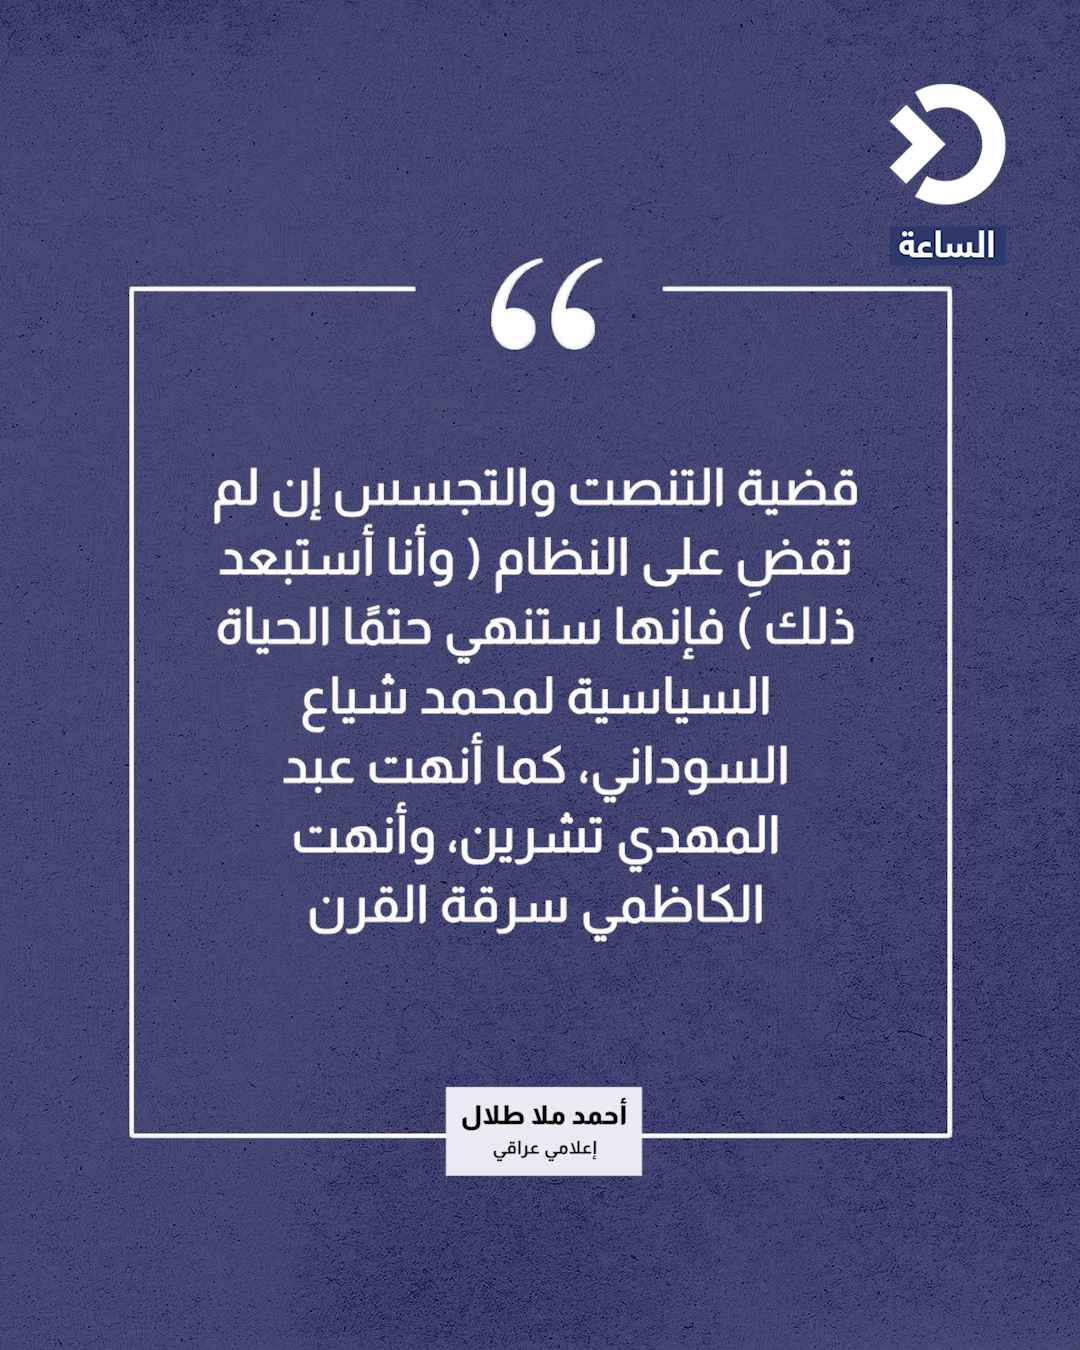 الساعة
“
قضية التنصت والتجسس إن لم
تقضِ على النظام ( وأنا أستبعد
ذلك ) فإنها ستنهي حتمًا الحياة
السياسية لمحمد شياع
السوداني، كما أنهت عبد
المهدي تشرين، وأنهت
الكاظمي سرقة القرن
أحمد ملا طلال
إعلامي عراقي